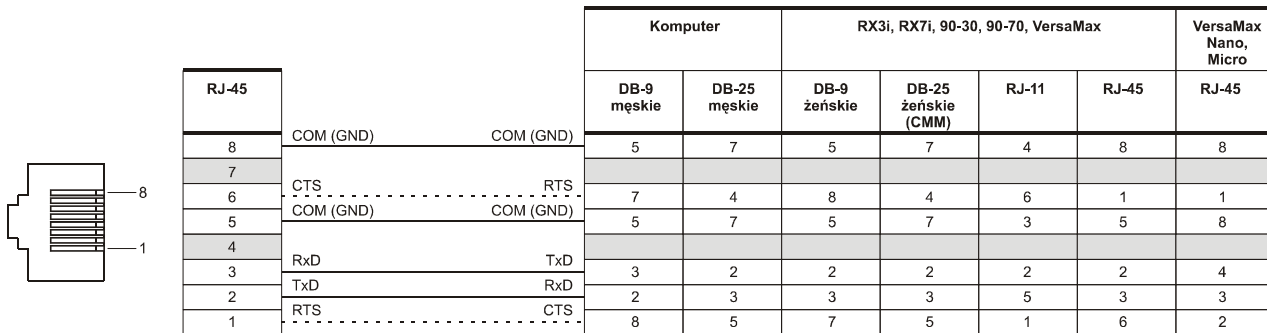 Komputer RX3i, RX7i, 90-30, 90-70, VersaMax VersaMax Nano, Micro
RJ-45 DB-9 męskie DB-25 męskie DB-9 żeńskie DB-25 żeńskie (CMM) RJ-11 RJ-45 RJ-45
8 COM (GND) COM (GND) 5 7 5 7 4 8 8
7
8
6 CTS RTS 7 4 8 4 6 1 1
5 COM (GND) COM (GND) 5 7 5 7 3 5 8
1
4
3 RxD TxD 3 2 2 2 2 2 4
2 TxD RxD 2 3 3 3 5 3 3
1 RTS CTS 8 5 7 5 1 6 2